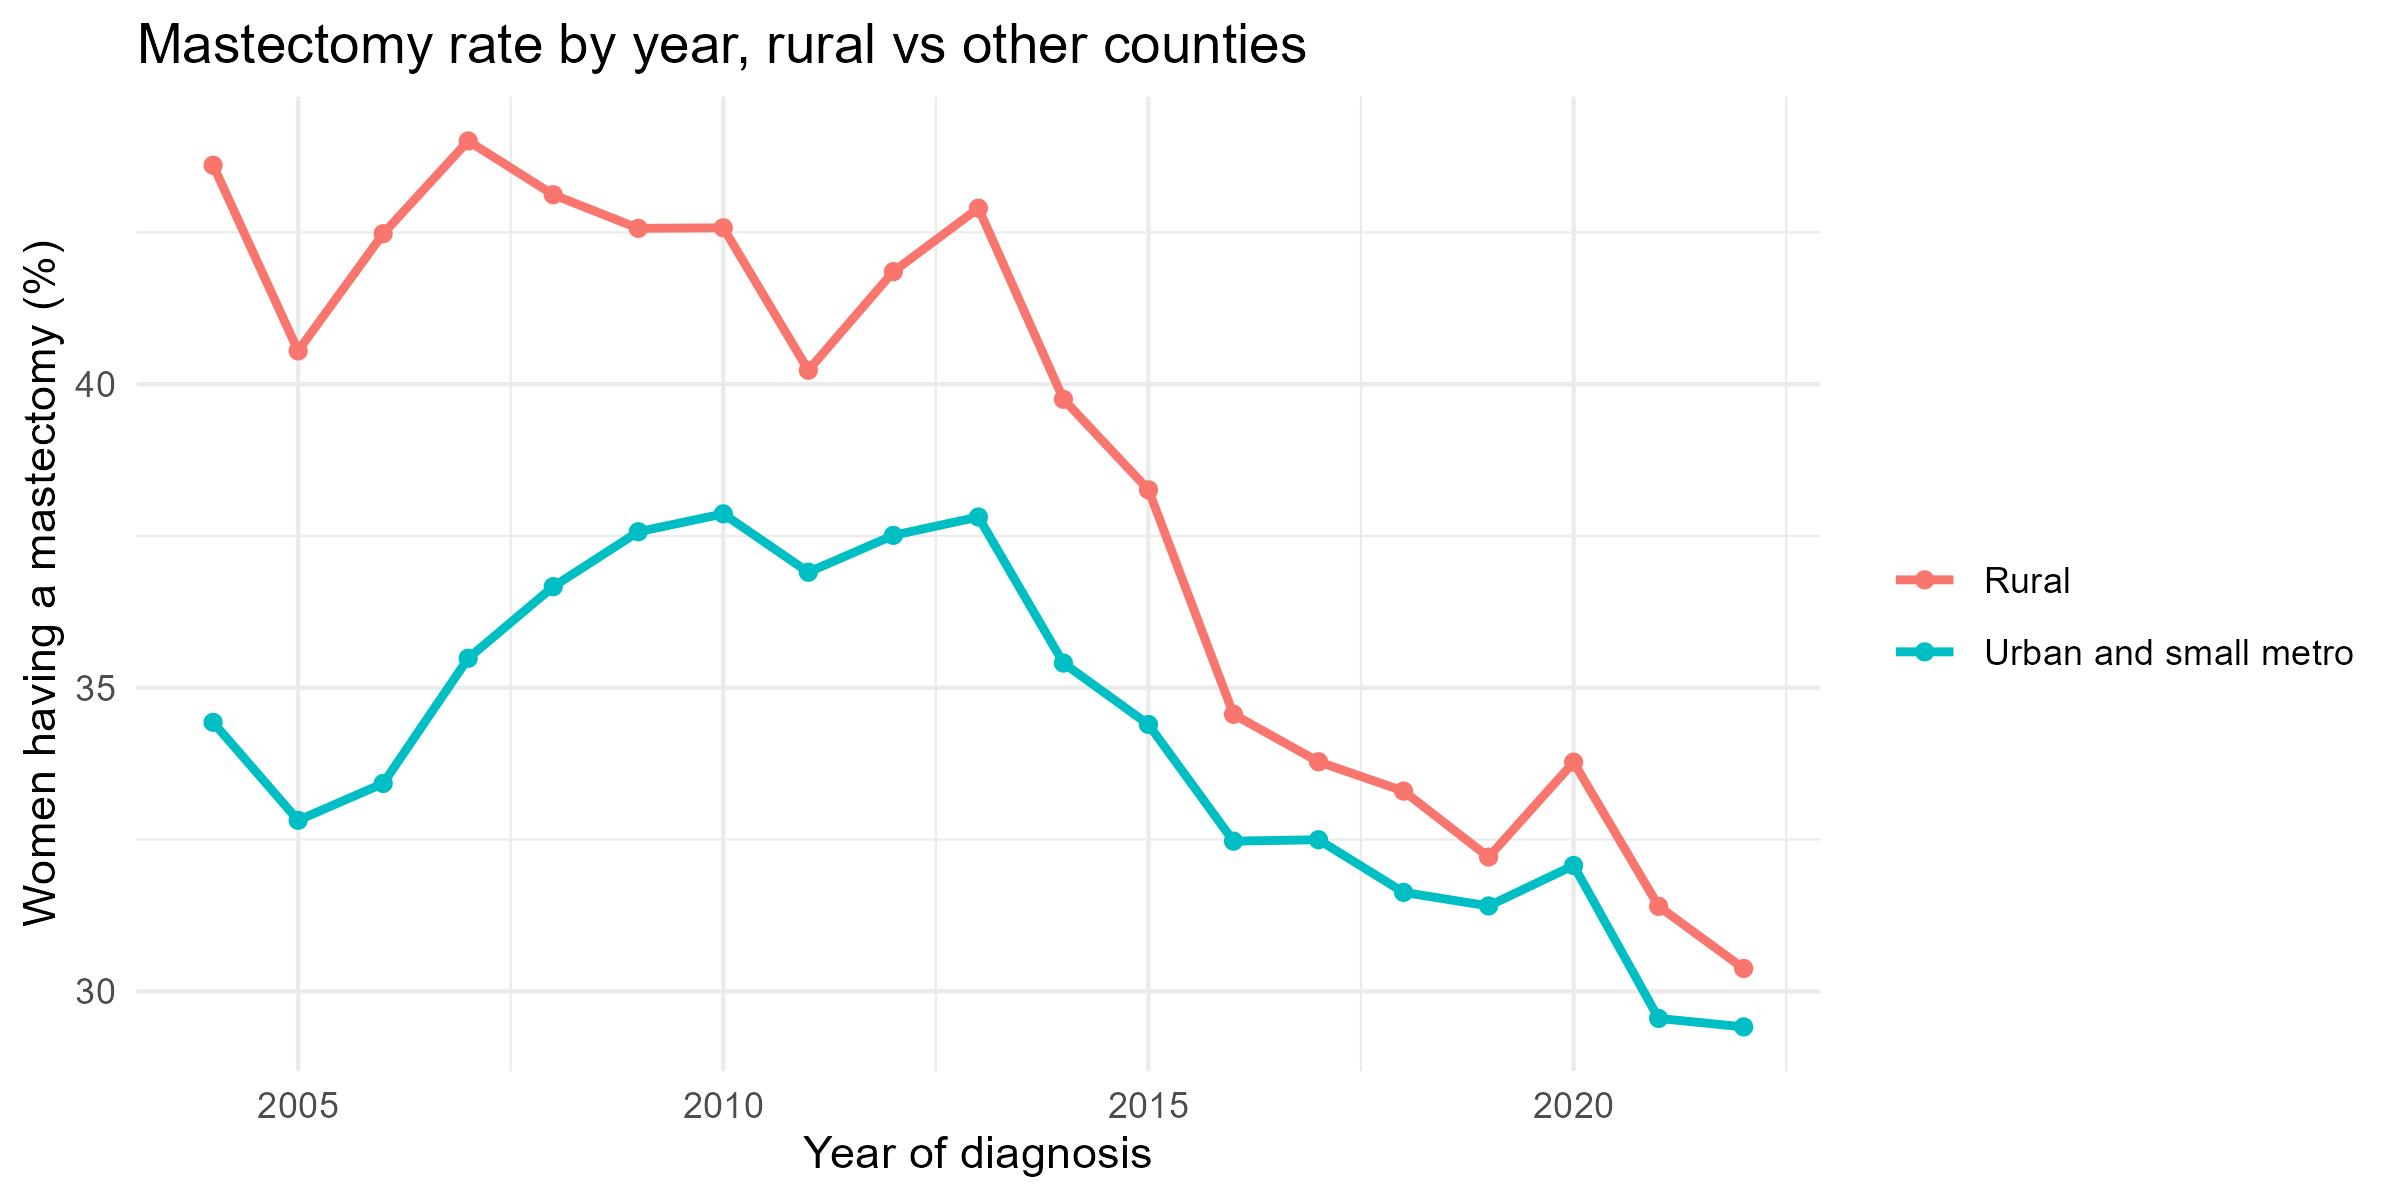 Mastectomy rate by year, rural vs other counties
Women having a mastectomy (%)
40
35
30
2005
2010
2015
2020
Year of diagnosis
Rural
Urban and small metro